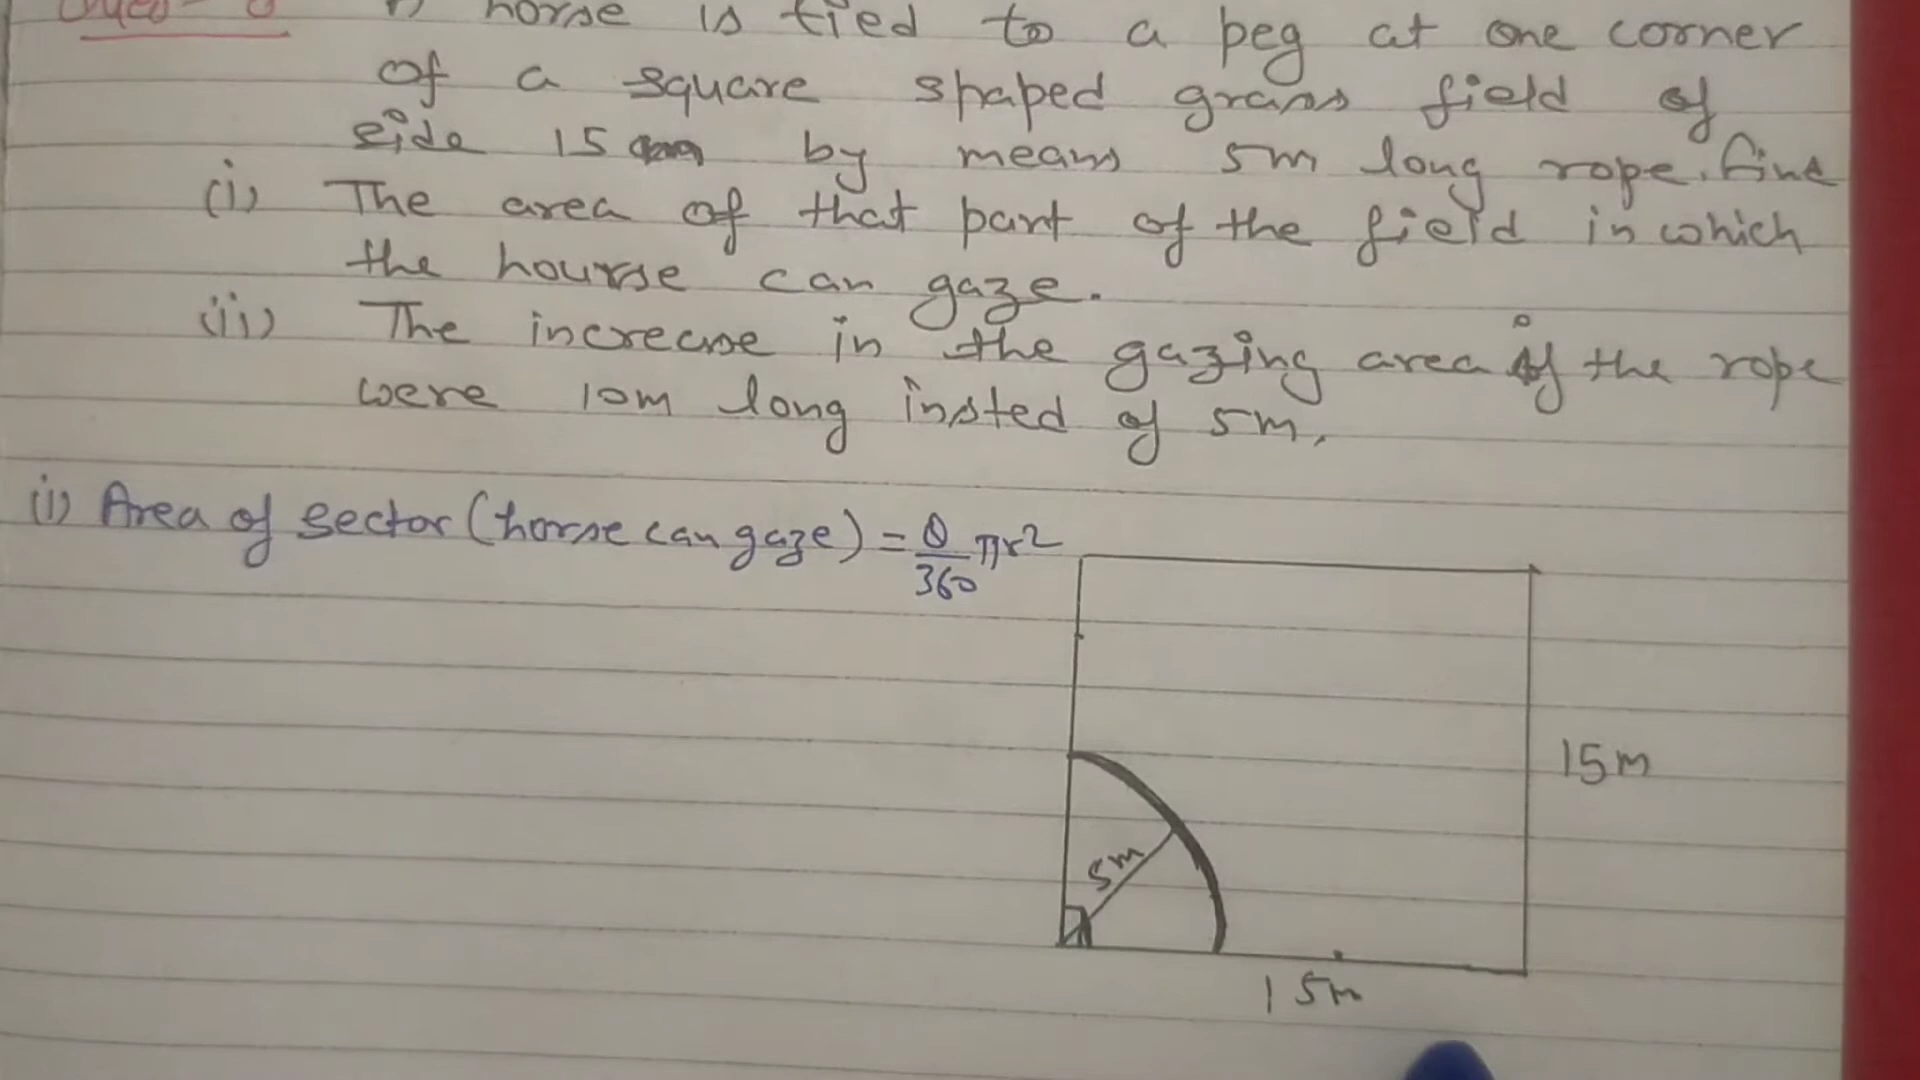 horse is tied to a peg at one corner
of a square shaped grass field of
side 15 by means 5m long rope. find
(i) The area of that part of the field in which
the hourse can gaze.
(ii) The increase in the gazing area if the rope
were 10m long insted of 5m.
(i) Area of sector (horse can gaze) = θ/360 πr²
15m
5m
15m